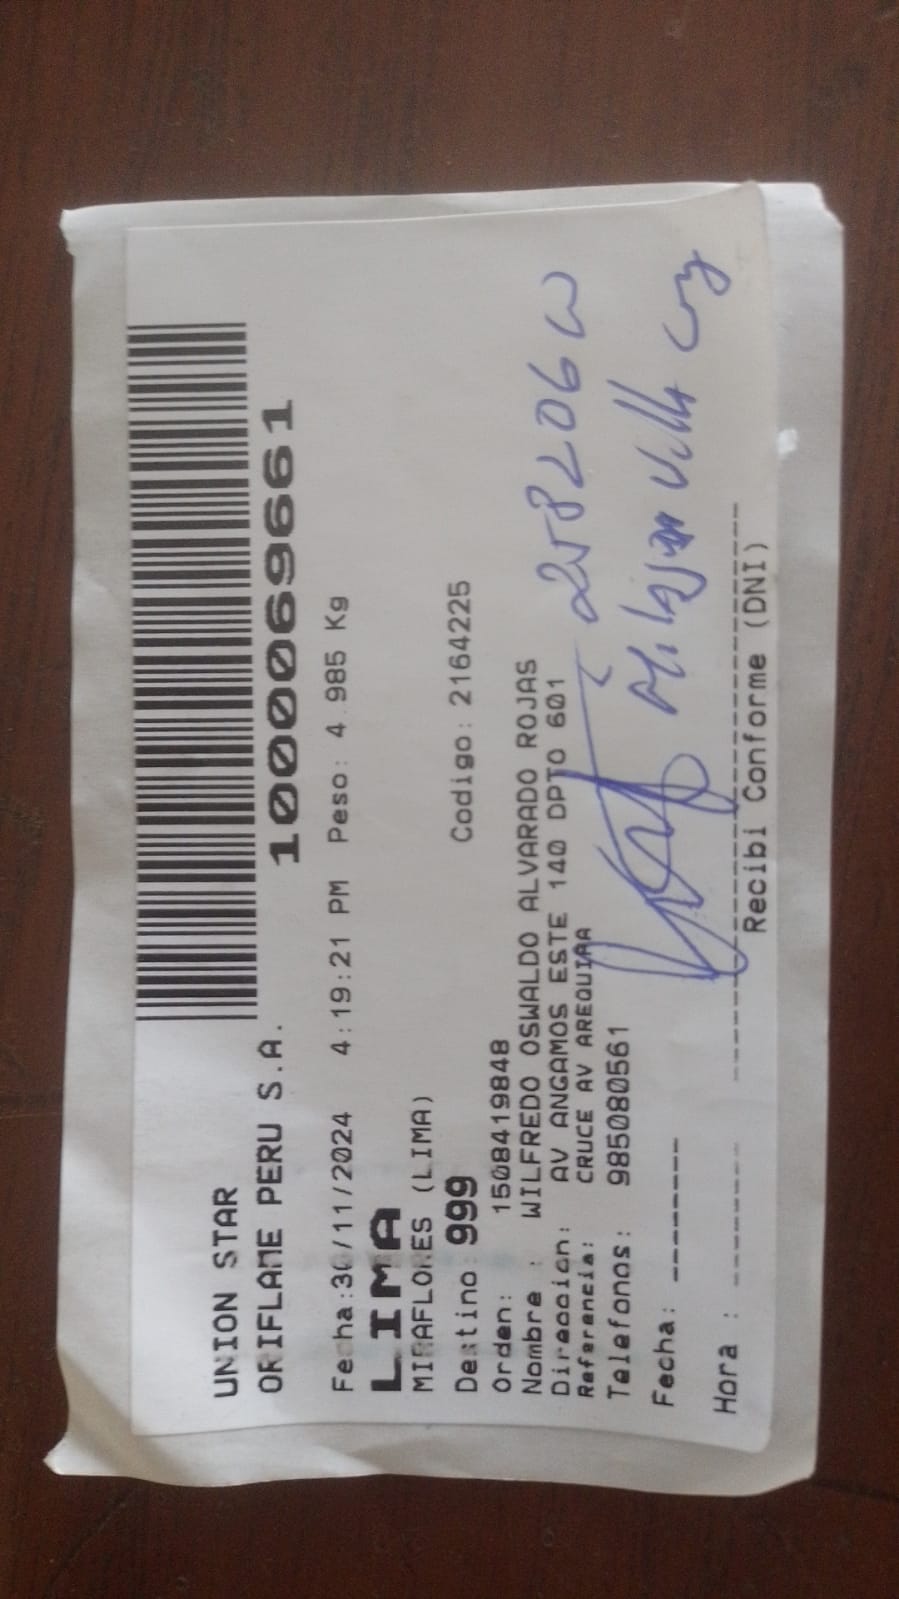 UNION STAR
ORIFLAME PERU S.A.
10006969661
Fecha:30/11/2024 4:19:21 PM Peso: 4.985 Kg
LIMA
MIRAFLORES (LIMA)
Destino: 999 Codigo: 2164225
Orden: 1508419848
Nombre : WILFREDO OSWALDO ALVARADO ROJAS
Direccion: AV ANGAMOS ESTE 140 DPTO 601
Referencia: CRUCE AV AREQUIPA
Telefonos: 985080561
Fecha: -------
Hora : -------
Recibi Conforme (DNI)